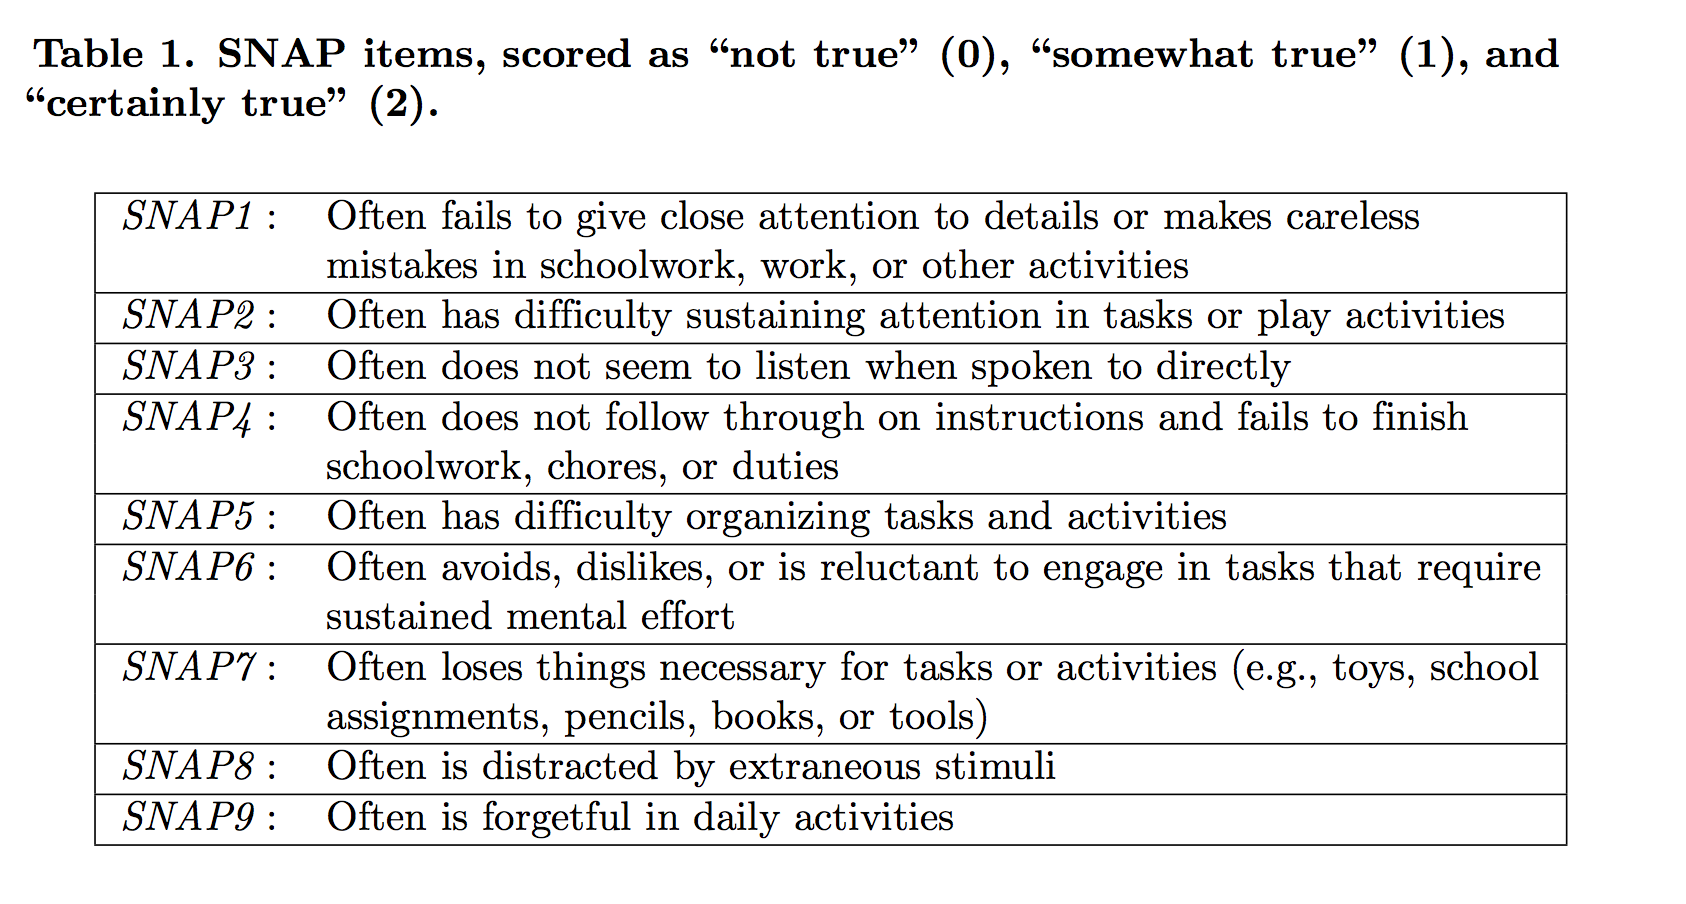 Table 1. SNAP items, scored as “not true” (0), “somewhat true” (1), and
“certainly true” (2).
SNAP1 : Often fails to give close attention to details or makes careless
mistakes in schoolwork, work, or other activities
SNAP2 : Often has difficulty sustaining attention in tasks or play activities
SNAP3 : Often does not seem to listen when spoken to directly
SNAP4 : Often does not follow through on instructions and fails to finish
schoolwork, chores, or duties
SNAP5 : Often has difficulty organizing tasks and activities
SNAP6 : Often avoids, dislikes, or is reluctant to engage in tasks that require
sustained mental effort
SNAP7 : Often loses things necessary for tasks or activities (e.g., toys, school
assignments, pencils, books, or tools)
SNAP8 : Often is distracted by extraneous stimuli
SNAP9 : Often is forgetful in daily activities